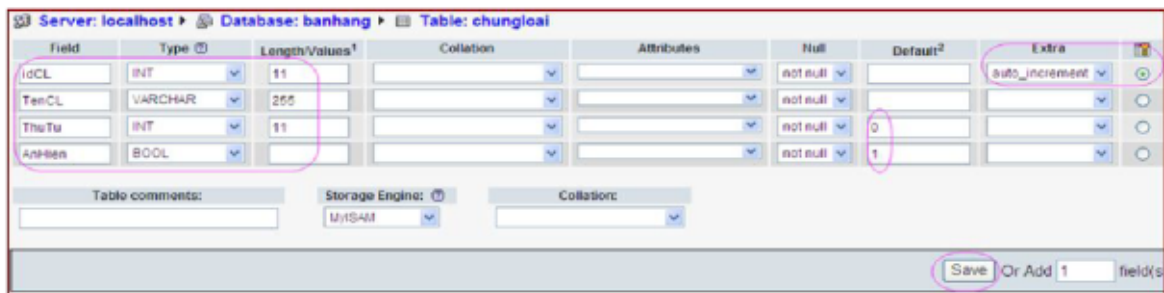 Server: localhost ▸ Database: banhang ▸ Table: chungloai
Field Type Length/Values1 Collation Attributes Null Default2 Extra
idCL INT 11 not null auto_increment
TenCL VARCHAR 255 not null
ThuTu INT 11 not null 0
AnHien BOOL not null 1
Table comments: Storage Engine: Collation:
MyISAM
Save Or Add 1 field(s